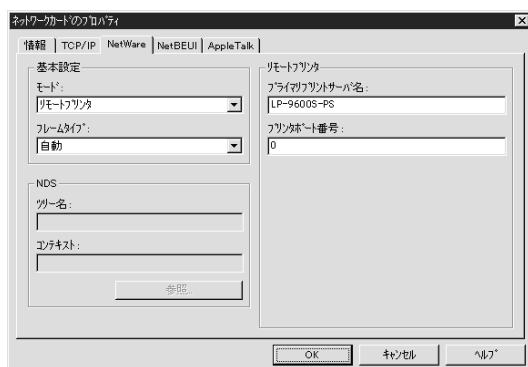 ネットワークカードのプロパティ
情報 TCP/IP NetWare NetBEUI AppleTalk
基本設定
モード:
リモートプリンタ
フレームタイプ:
自動
NDS
ツリー名:
コンテキスト:
参照...
リモートプリンタ
プライマリプリントサーバ名:
LP-9600S-PS
プリンタポート番号:
0
OK キャンセル ヘルプ